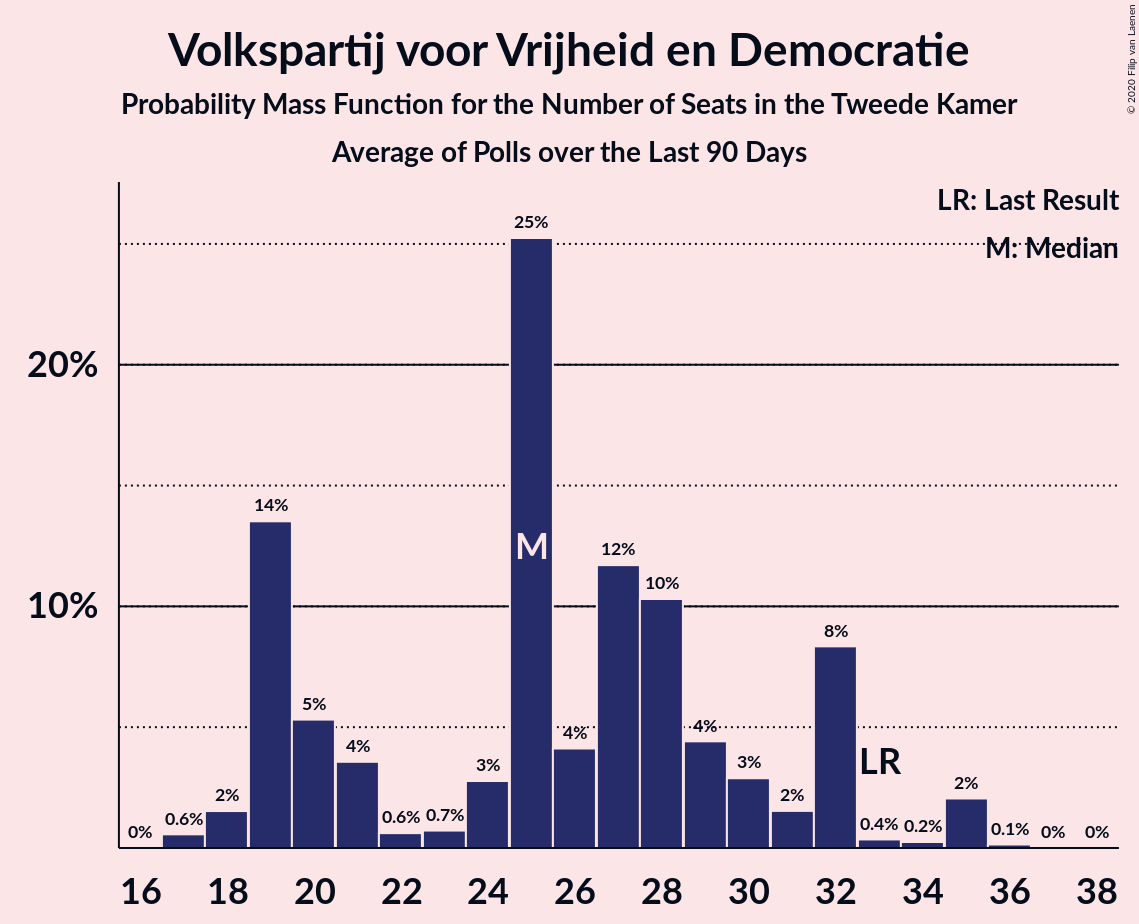 Volkspartij voor Vrijheid en Democratie
Probability Mass Function for the Number of Seats in the Tweede Kamer
Average of Polls over the Last 90 Days
© 2020 Filip van Laenen
LR: Last Result
M: Median
20%
10%
0%
0.6%
2%
14%
5%
4%
0.6%
0.7%
3%
25%
M
4%
12%
10%
4%
3%
2%
8%
0.4%
LR
0.2%
2%
0.1%
0%
0%
16 18 20 22 24 26 28 30 32 34 36 38